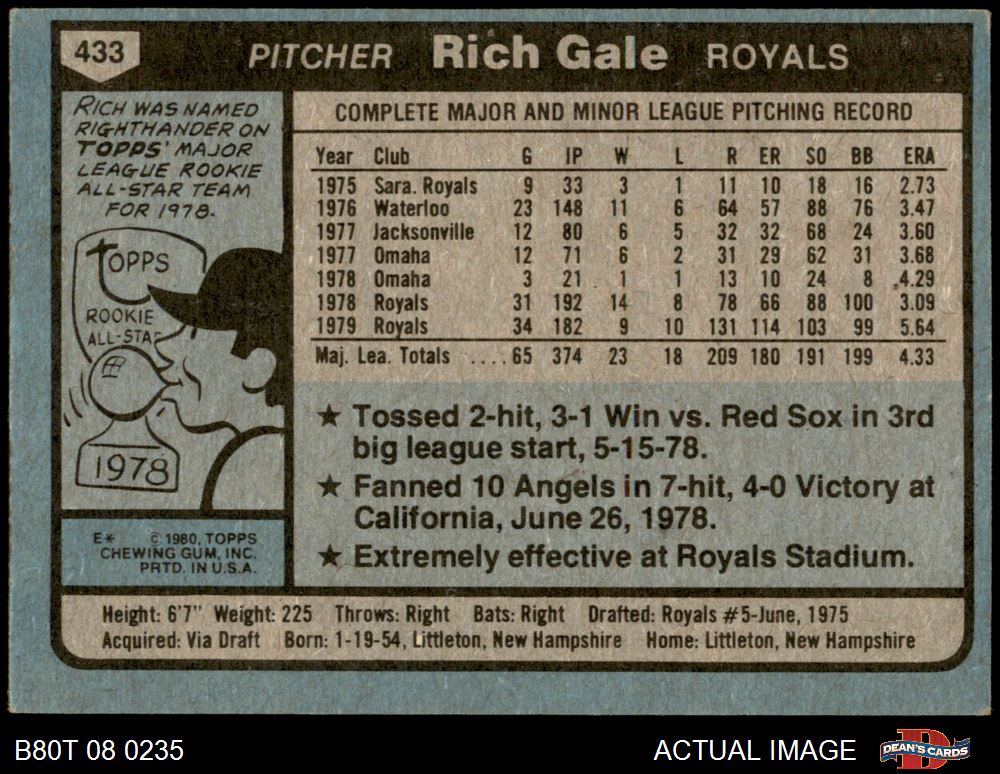 433 PITCHER Rich Gale ROYALS
RICH WAS NAMED
RIGHTHANDER ON
TOPPS' MAJOR
LEAGUE ROOKIE
ALL-STAR TEAM
FOR 1978.
TOPPS
ROOKIE
ALL-STAR
1978
E* © 1980, TOPPS
CHEWING GUM, INC.
PRTD. IN U.S.A.
COMPLETE MAJOR AND MINOR LEAGUE PITCHING RECORD
Year Club G IP W L R ER SO BB ERA
1975 Sara. Royals 9 33 3 1 11 10 18 16 2.73
1976 Waterloo 23 148 11 6 64 57 88 76 3.47
1977 Jacksonville 12 80 6 5 32 32 68 24 3.60
1977 Omaha 12 71 6 2 31 29 62 31 3.68
1978 Omaha 3 21 1 1 13 10 24 8 4.29
1978 Royals 31 192 14 8 78 66 88 100 3.09
1979 Royals 34 182 9 10 131 114 103 99 5.64
Maj. Lea. Totals ....65 374 23 18 209 180 191 199 4.33
★ Tossed 2-hit, 3-1 Win vs. Red Sox in 3rd
big league start, 5-15-78.
★ Fanned 10 Angels in 7-hit, 4-0 Victory at
California, June 26, 1978.
★ Extremely effective at Royals Stadium.
Height: 6'7" Weight: 225 Throws: Right Bats: Right Drafted: Royals #5-June, 1975
Acquired: Via Draft Born: 1-19-54, Littleton, New Hampshire Home: Littleton, New Hampshire
B80T 08 0235 ACTUAL IMAGE DEAN'S CARDS